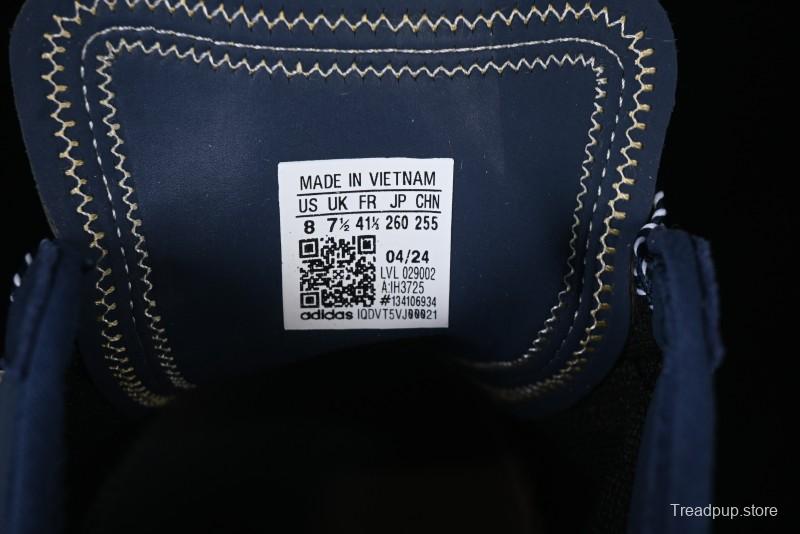 MADE IN VIETNAM
US UK FR JP CHN
8 7½ 41⅓ 260 255
04/24
LVL 029002
A:IH3725
#134106934
adidas IQDVT5VJ00021
Treadpup.store